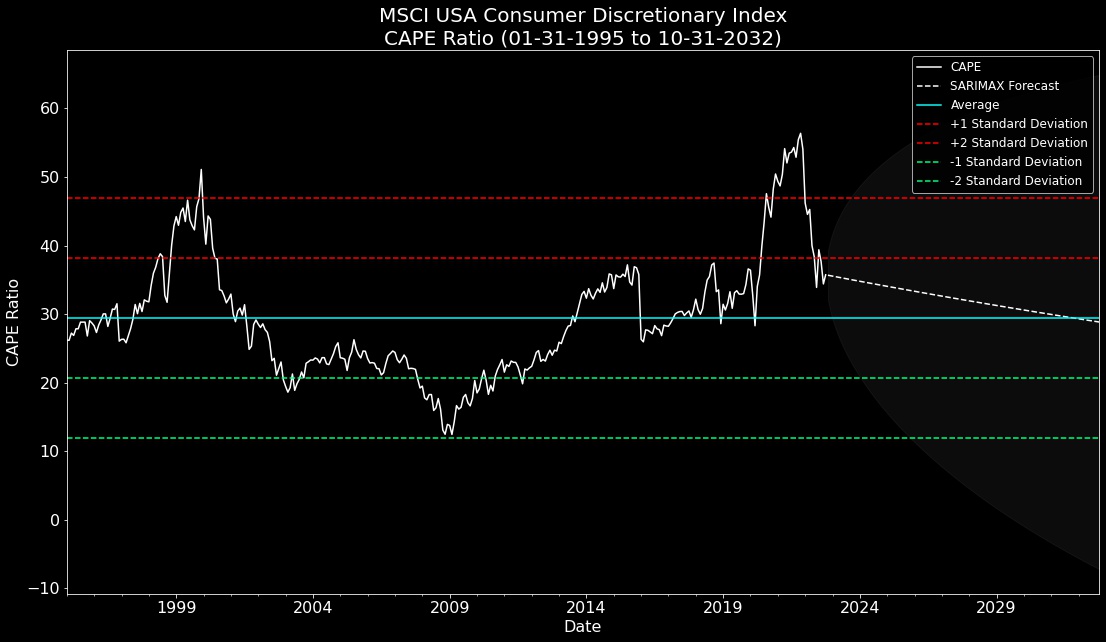 MSCI USA Consumer Discretionary Index
CAPE Ratio (01-31-1995 to 10-31-2032)
CAPE
SARIMAX Forecast
Average
+1 Standard Deviation
+2 Standard Deviation
-1 Standard Deviation
-2 Standard Deviation
CAPE Ratio
60
50
40
30
20
10
0
−10
1999 2004 2009 2014 2019 2024 2029
Date